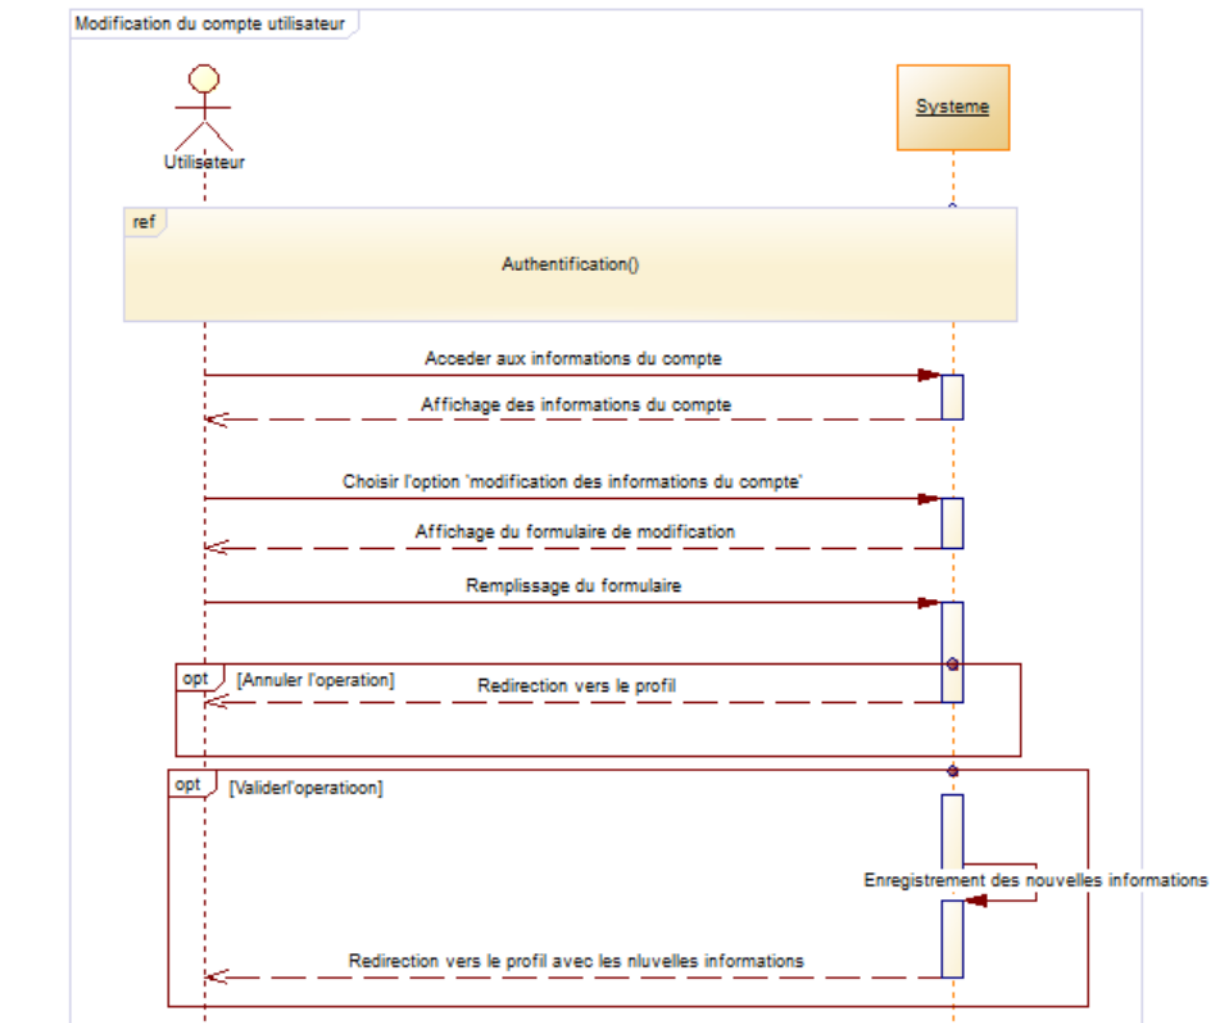 Modification du compte utilisateur
Utilisateur
Systeme
ref
Authentification()
Acceder aux informations du compte
Affichage des informations du compte
Choisir l'option 'modification des informations du compte'
Affichage du formulaire de modification
Remplissage du formulaire
opt
[Annuler l'operation]
Redirection vers le profil
opt
[Validerl'operatioon]
Enregistrement des nouvelles informations
Redirection vers le profil avec les nluvelles informations